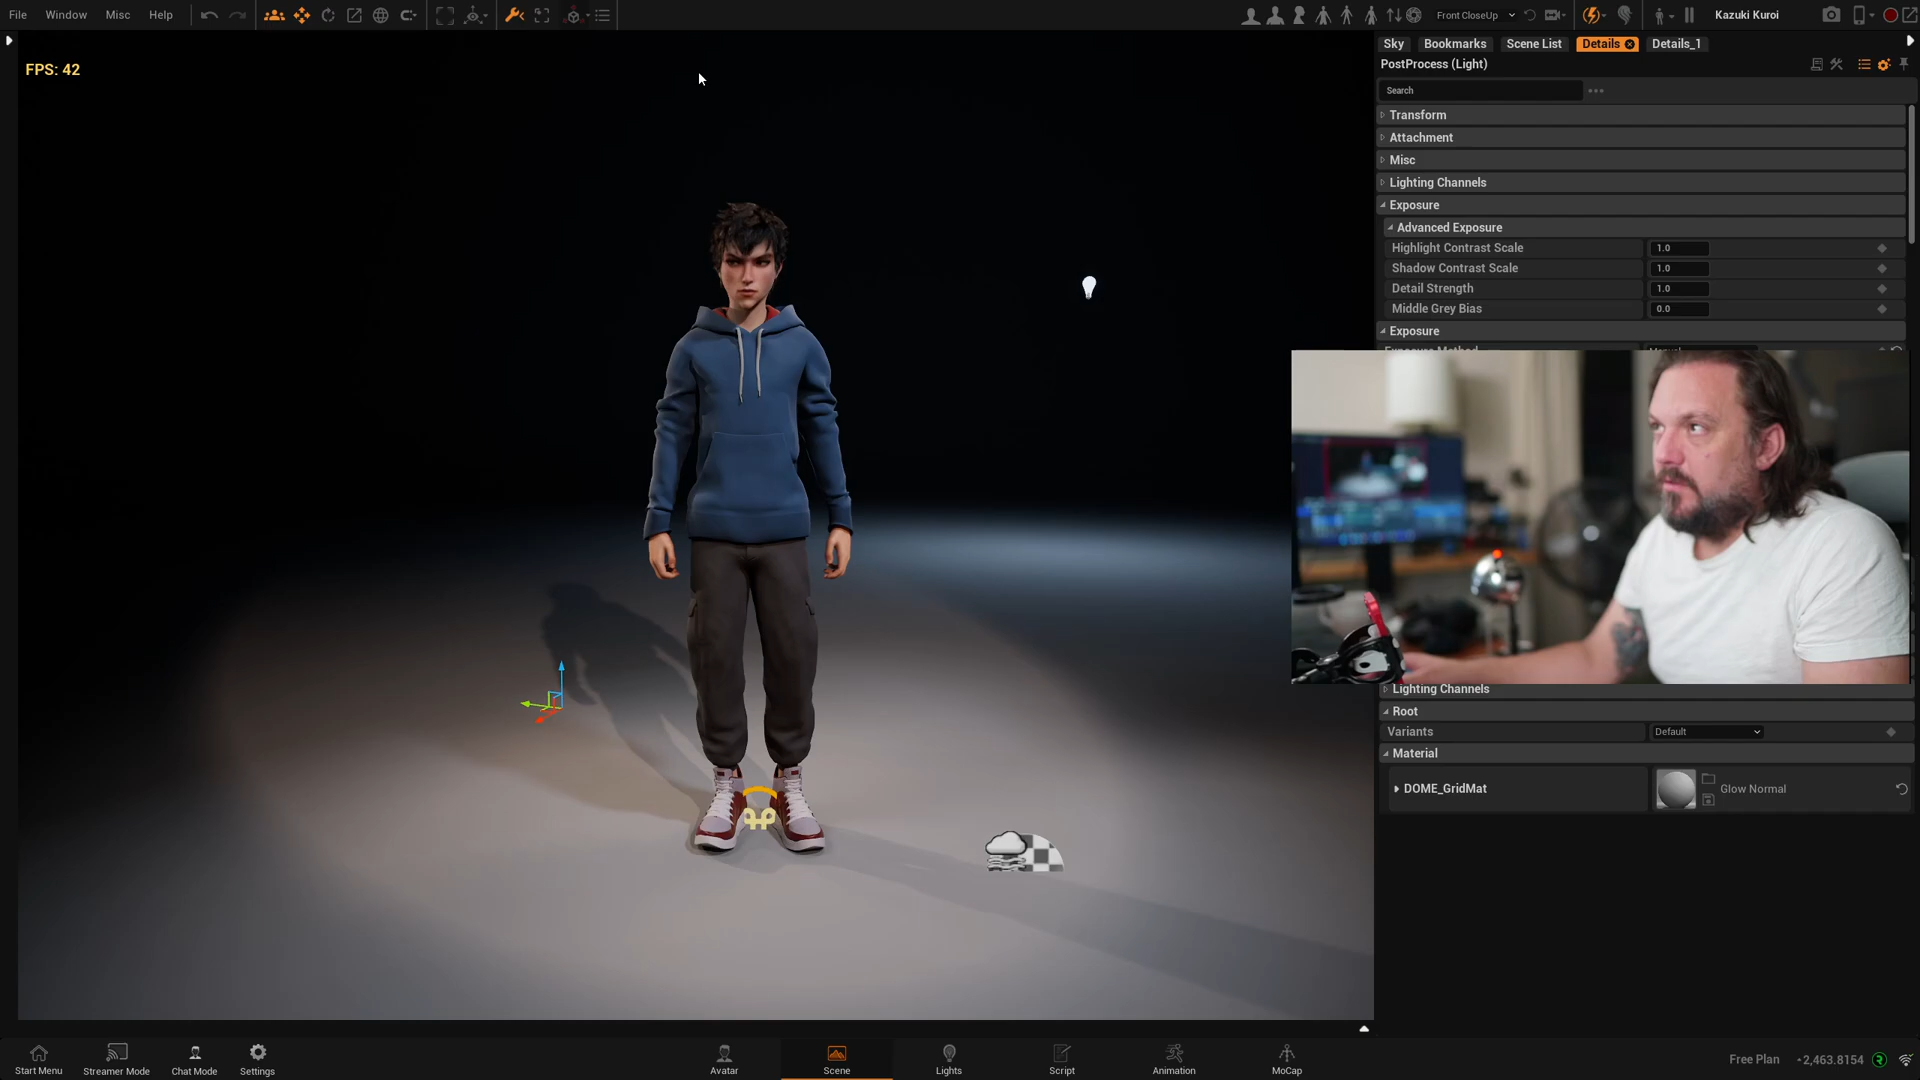 File Window Misc Help
Front CloseUp
Kazuki Kuroi
FPS: 42
Sky Bookmarks Scene List Details Details_1
PostProcess (Light)
Search
Transform
Attachment
Misc
Lighting Channels
Exposure
Advanced Exposure
Highlight Contrast Scale 1.0
Shadow Contrast Scale 1.0
Detail Strength 1.0
Middle Grey Bias 0.0
Exposure
Lighting Channels
Root
Variants Default
Material
DOME_GridMat Glow Normal
Start Menu Streamer Mode Chat Mode Settings Avatar Scene Lights Script Animation MoCap
Free Plan 2,463.8154